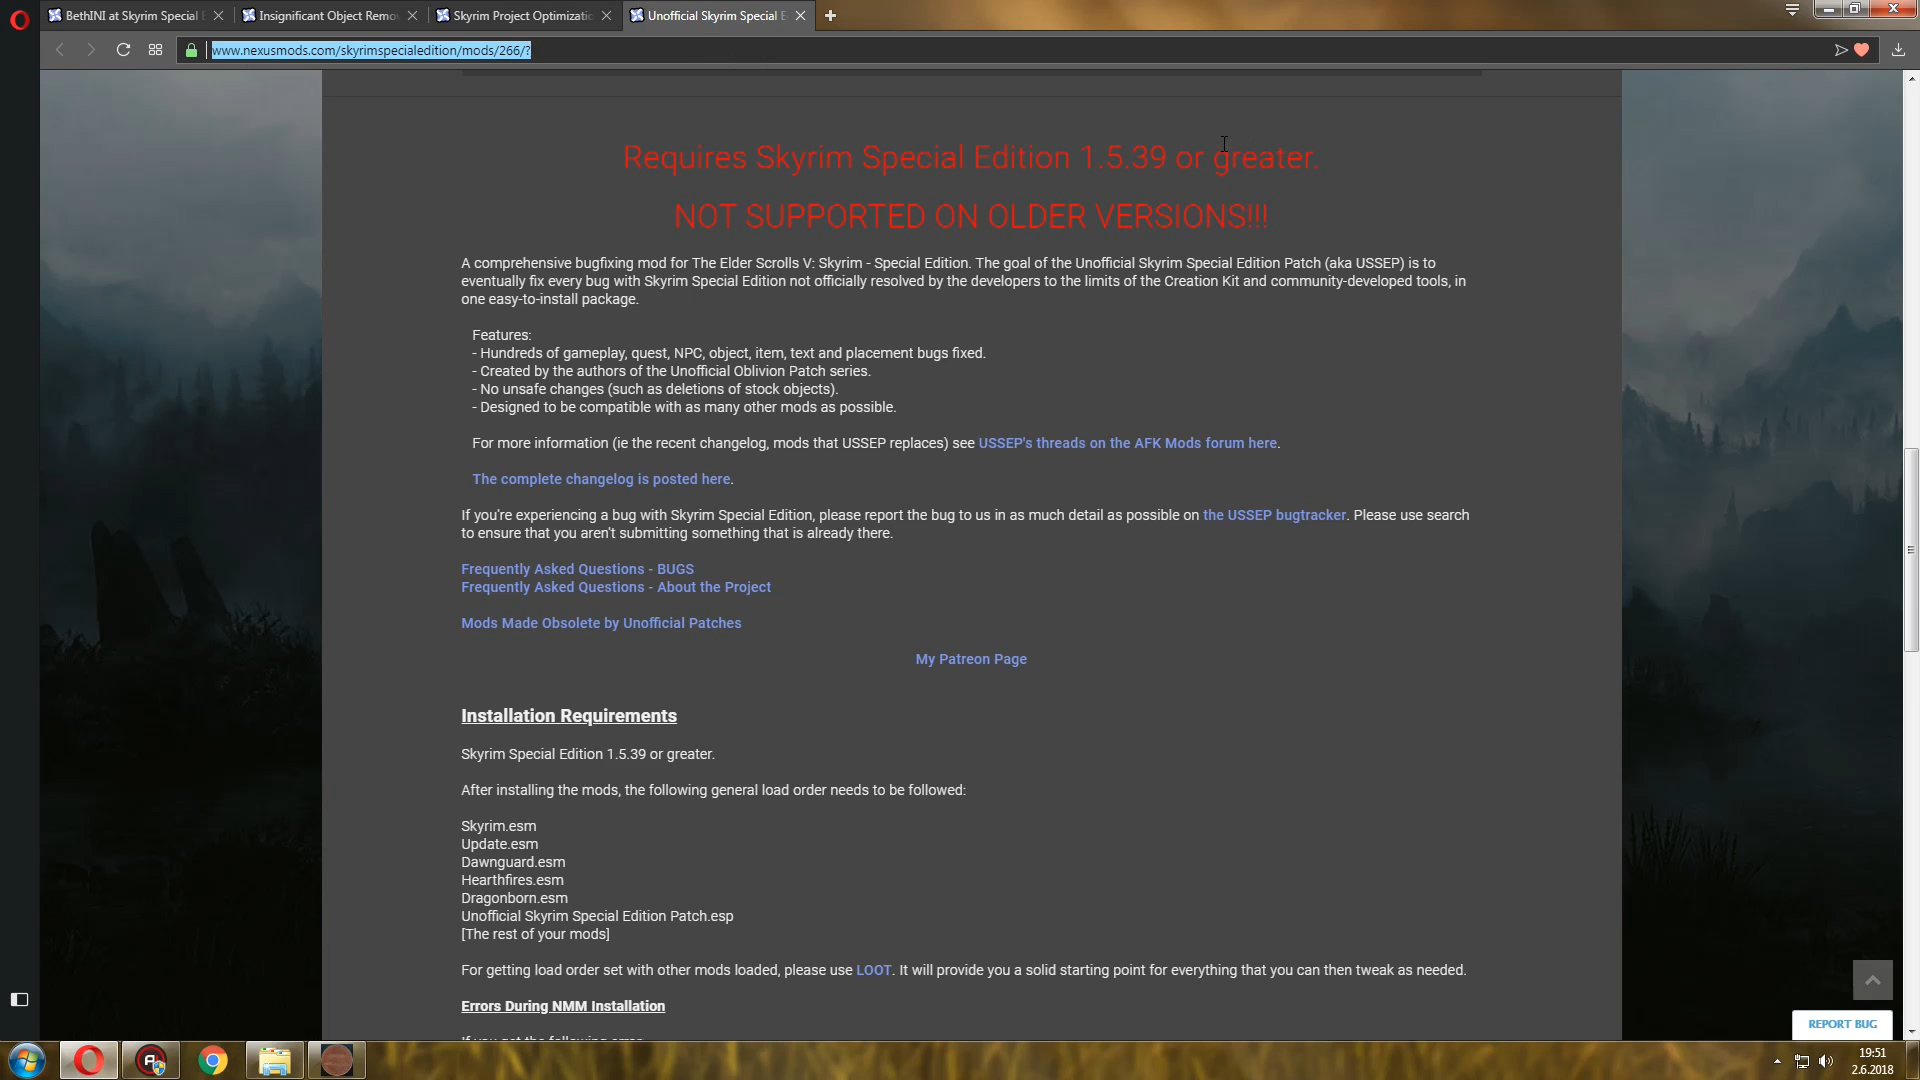 BethINI at Skyrim Special E
Insignificant Object Remo
Skyrim Project Optimizatio
Unofficial Skyrim Special E
www.nexusmods.com/skyrimspecialedition/mods/266/?
Requires Skyrim Special Edition 1.5.39 or greater.
NOT SUPPORTED ON OLDER VERSIONS!!!
A comprehensive bugfixing mod for The Elder Scrolls V: Skyrim - Special Edition. The goal of the Unofficial Skyrim Special Edition Patch (aka USSEP) is to
eventually fix every bug with Skyrim Special Edition not officially resolved by the developers to the limits of the Creation Kit and community-developed tools, in
one easy-to-install package.
Features:
- Hundreds of gameplay, quest, NPC, object, item, text and placement bugs fixed.
- Created by the authors of the Unofficial Oblivion Patch series.
- No unsafe changes (such as deletions of stock objects).
- Designed to be compatible with as many other mods as possible.
For more information (ie the recent changelog, mods that USSEP replaces) see USSEP's threads on the AFK Mods forum here.
The complete changelog is posted here.
If you're experiencing a bug with Skyrim Special Edition, please report the bug to us in as much detail as possible on the USSEP bugtracker. Please use search
to ensure that you aren't submitting something that is already there.
Frequently Asked Questions - BUGS
Frequently Asked Questions - About the Project
Mods Made Obsolete by Unofficial Patches
My Patreon Page
Installation Requirements
Skyrim Special Edition 1.5.39 or greater.
After installing the mods, the following general load order needs to be followed:
Skyrim.esm
Update.esm
Dawnguard.esm
Hearthfires.esm
Dragonborn.esm
Unofficial Skyrim Special Edition Patch.esp
[The rest of your mods]
For getting load order set with other mods loaded, please use LOOT. It will provide you a solid starting point for everything that you can then tweak as needed.
Errors During NMM Installation
If you get the following error
REPORT BUG
19:51
2.6.2018